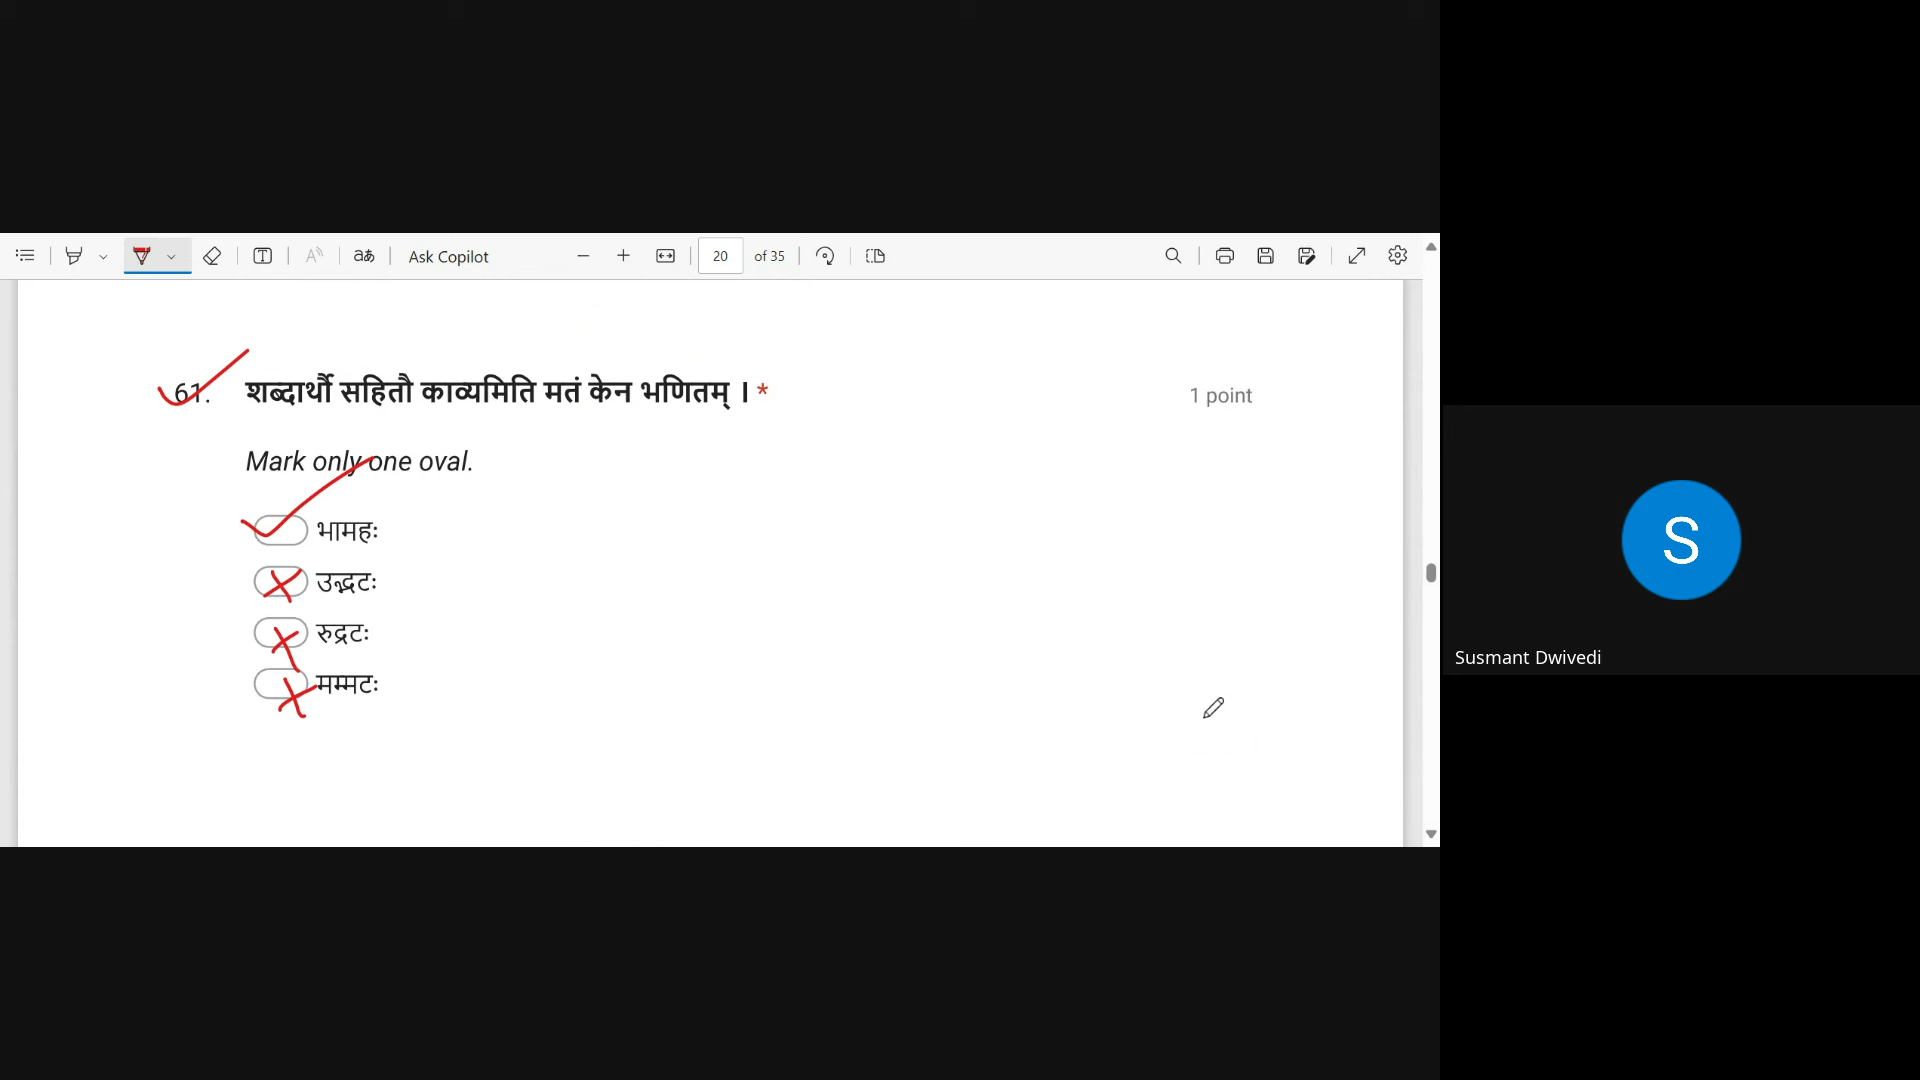 Ask Copilot
20 of 35
61. शब्दार्थौ सहितौ काव्यमिति मतं केन भणितम् । *
1 point
Mark only one oval.
भामहः
उद्भटः
रुद्रटः
मम्मटः
S
Susmant Dwivedi